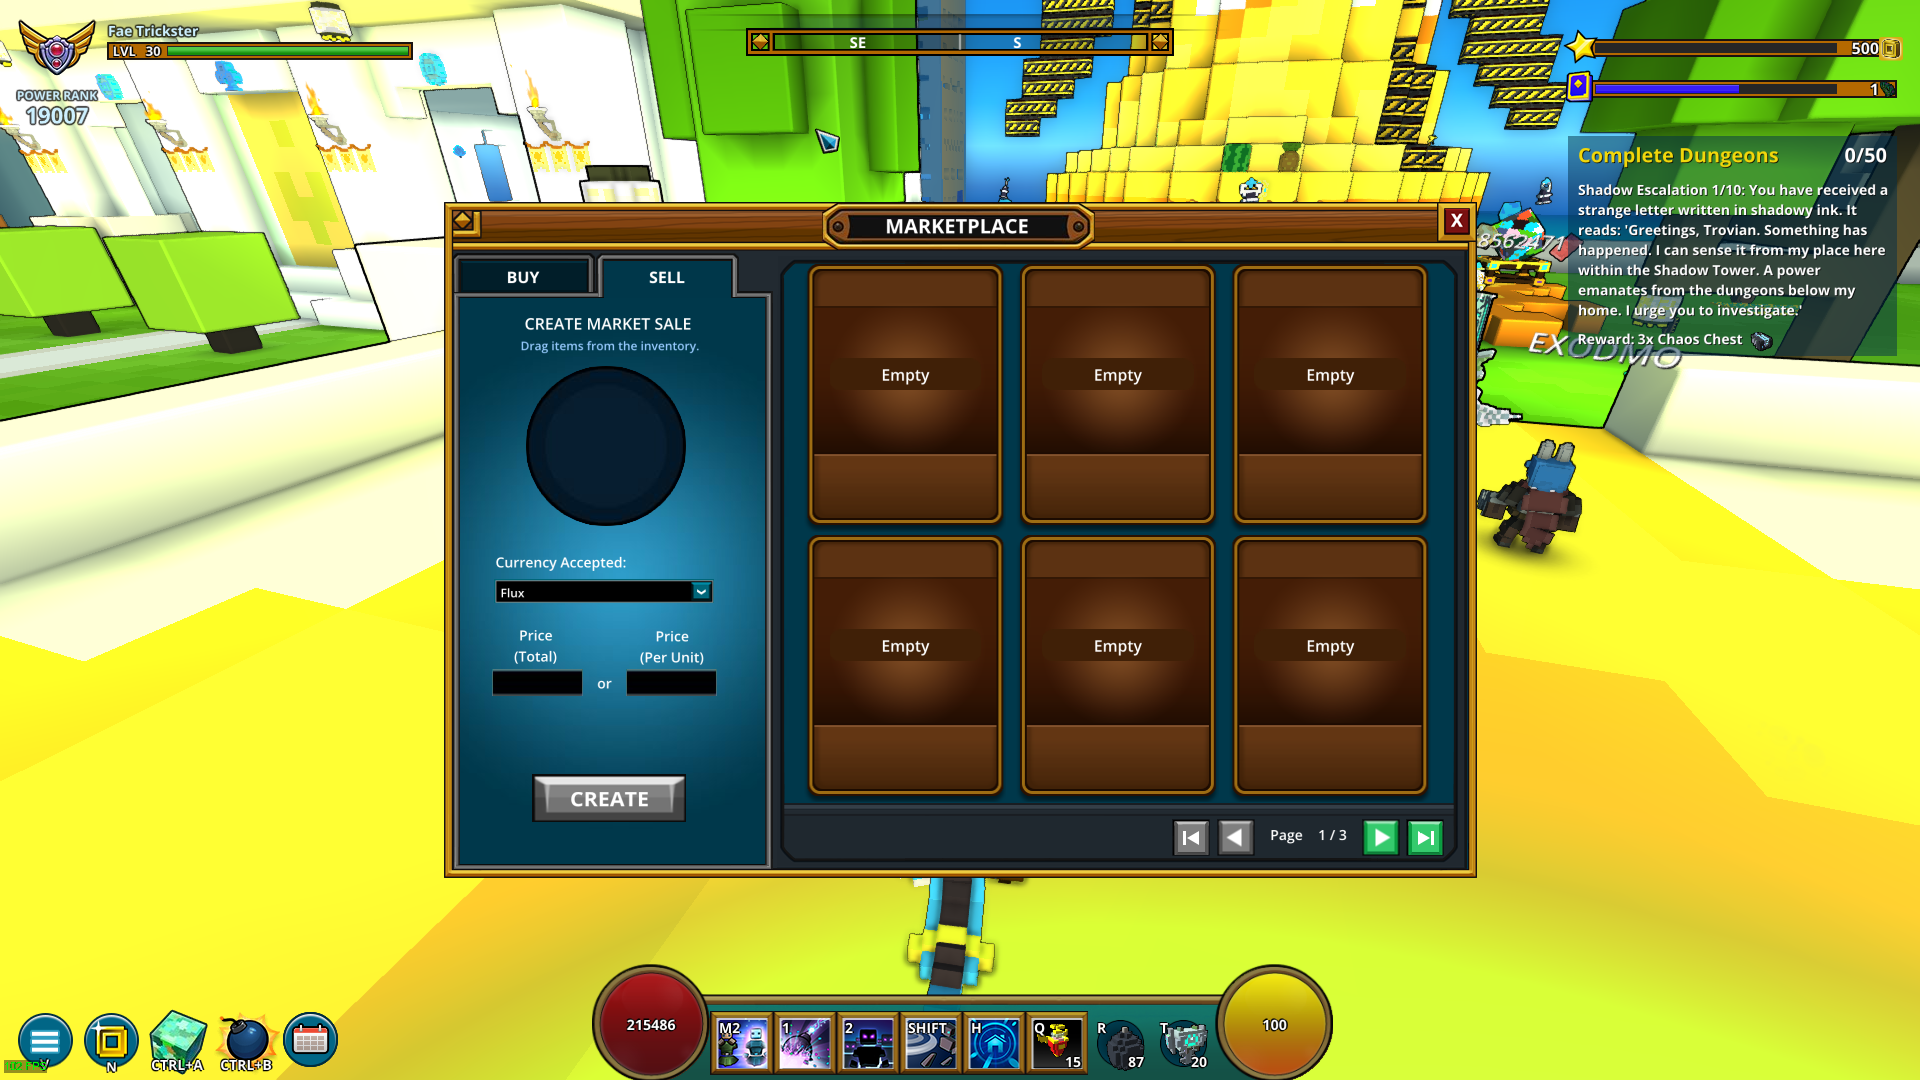 Fae Trickster
LVL 30
POWER RANK
19007
SE
S
500
1
Complete Dungeons 0/50
Shadow Escalation 1/10: You have received a
strange letter written in shadowy ink. It
reads: 'Greetings, Trovian. Something has
happened. I can sense it from my place here
within the Shadow Tower. A power
emanates from the dungeons below my
home. I urge you to investigate.'
Reward: 3x Chaos Chest
8562471
EXODMO
MARKETPLACE
X
BUY
SELL
CREATE MARKET SALE
Drag items from the inventory.
Currency Accepted:
Flux
Price
(Total)
or
Price
(Per Unit)
CREATE
Empty
Empty
Empty
Empty
Empty
Empty
Page 1 / 3
215486
M2
1
2
SHIFT
H
Q
15
R
87
T
20
100
N
CTRL+A
CTRL+B